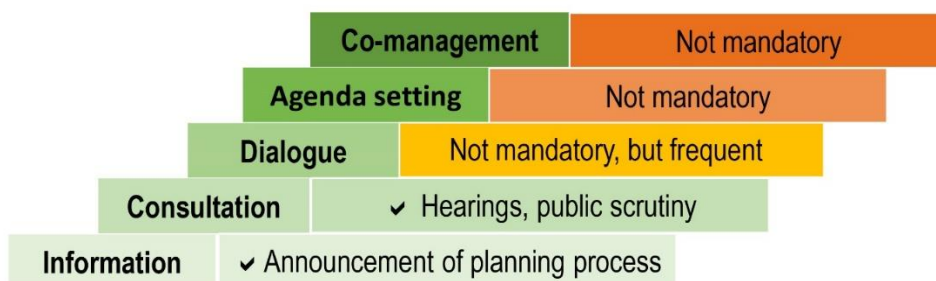 Co-management Not mandatory
Agenda setting Not mandatory
Dialogue Not mandatory, but frequent
Consultation ✓ Hearings, public scrutiny
Information ✓ Announcement of planning process